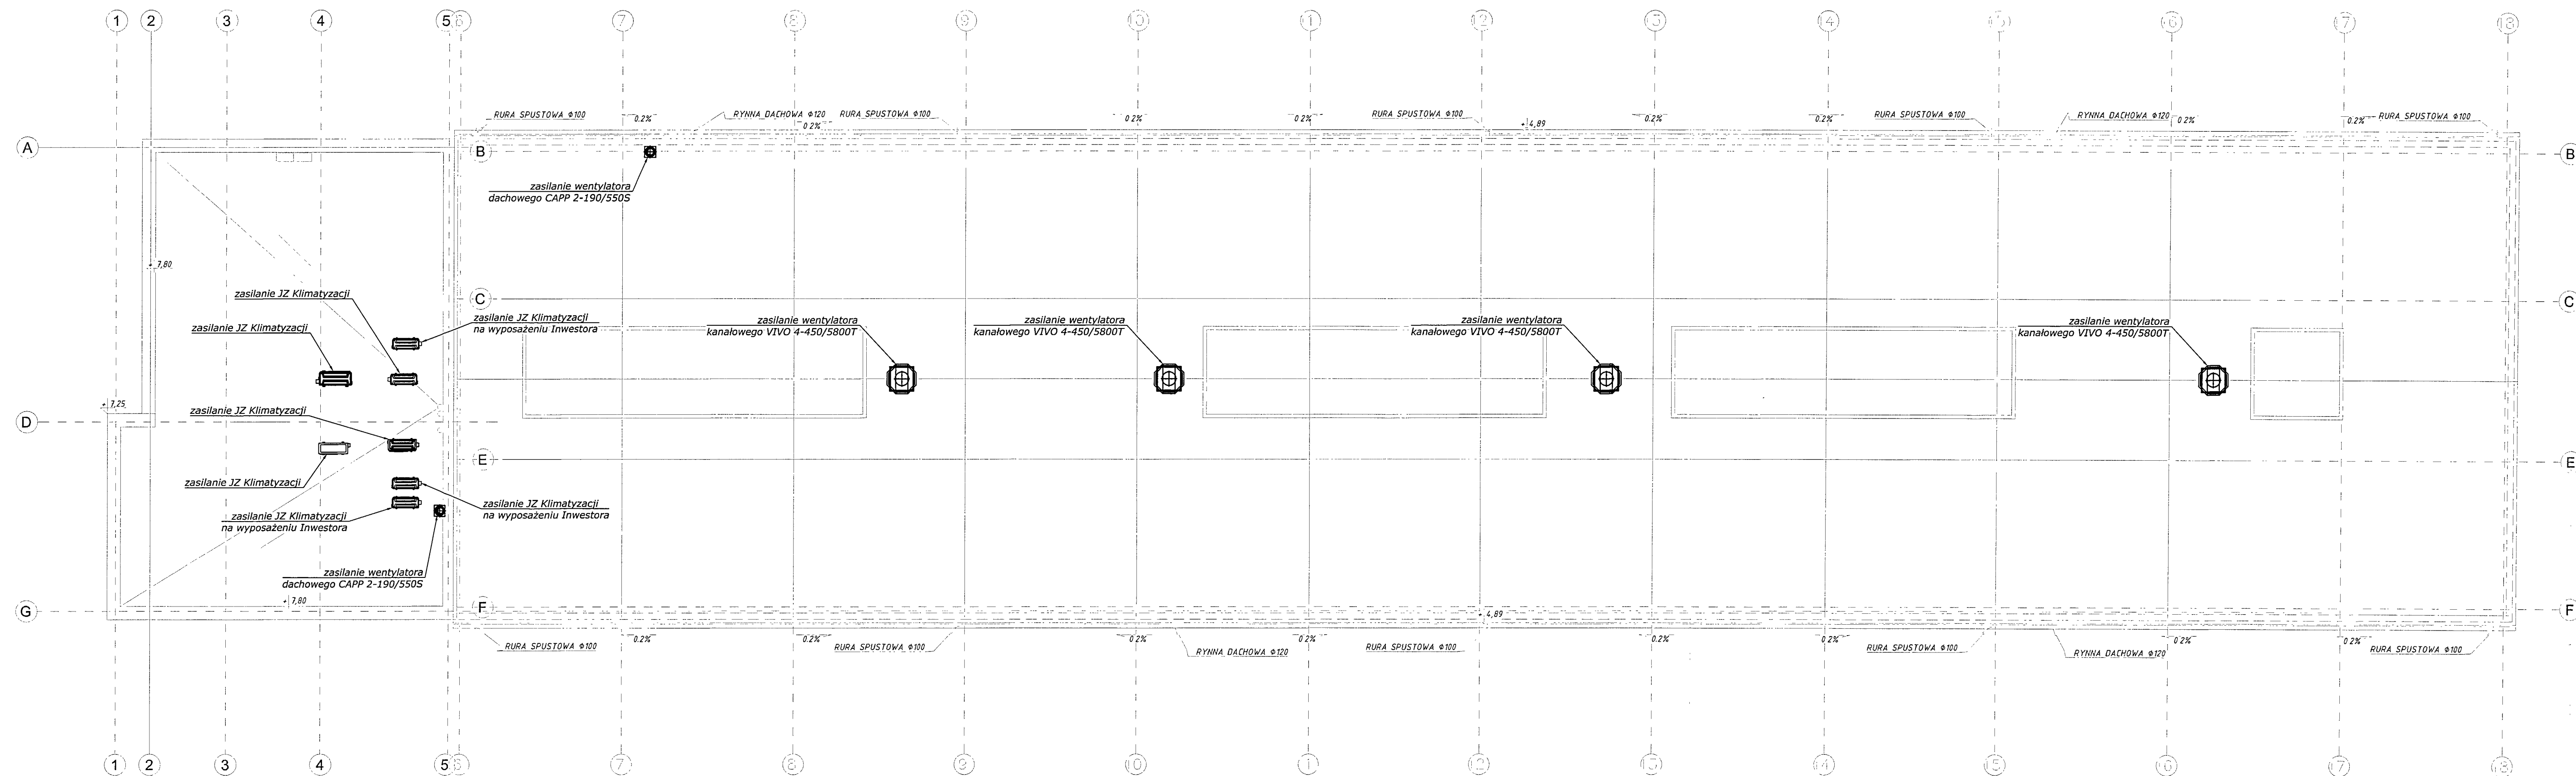 1 2 3 4 5 6 7 8 9 10 11 12 13 14 15 16 17 18
RURA SPUSTOWA Φ100
0.2%
RYNNA DACHOWA Φ120
0.2%
RURA SPUSTOWA Φ100
0.2%
0.2%
RURA SPUSTOWA Φ100
+4,89
0.2%
0.2%
RURA SPUSTOWA Φ100
RYNNA DACHOWA Φ120
0.2%
0.2%
RURA SPUSTOWA Φ100
A
B
B
zasilanie wentylatora
dachowego CAPP 2-190/550S
+ 7,80
zasilanie JZ Klimatyzacji
C
C
zasilanie JZ Klimatyzacji
zasilanie JZ Klimatyzacji
na wyposażeniu Inwestora
zasilanie wentylatora
kanałowego VIVO 4-450/5800T
zasilanie wentylatora
kanałowego VIVO 4-450/5800T
zasilanie wentylatora
kanałowego VIVO 4-450/5800T
zasilanie wentylatora
kanałowego VIVO 4-450/5800T
+ 7,25
zasilanie JZ Klimatyzacji
D
E
E
zasilanie JZ Klimatyzacji
zasilanie JZ Klimatyzacji
na wyposażeniu Inwestora
zasilanie JZ Klimatyzacji
na wyposażeniu Inwestora
zasilanie wentylatora
dachowego CAPP 2-190/550S
+ 7,80
G
F
4,89
F
RURA SPUSTOWA Φ100
0.2%
0.2%
RURA SPUSTOWA Φ100
0.2%
RYNNA DACHOWA Φ120
0.2%
RURA SPUSTOWA Φ100
0.2%
0.2%
RURA SPUSTOWA Φ100
RYNNA DACHOWA Φ120
0.2%
0.2%
RURA SPUSTOWA Φ100
1 2 3 4 5 6 7 8 9 10 11 12 13 14 15 16 17 18